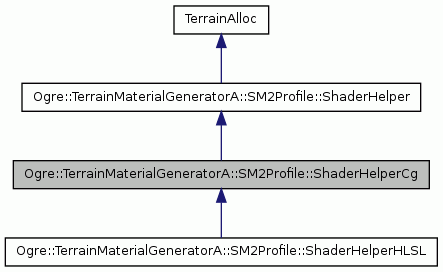 TerrainAlloc
Ogre::TerrainMaterialGeneratorA::SM2Profile::ShaderHelper
Ogre::TerrainMaterialGeneratorA::SM2Profile::ShaderHelperCg
Ogre::TerrainMaterialGeneratorA::SM2Profile::ShaderHelperHLSL